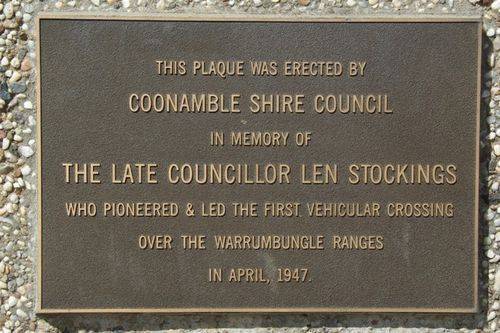 THIS PLAQUE WAS ERECTED BY
COONAMBLE SHIRE COUNCIL
IN MEMORY OF
THE LATE COUNCILLOR LEN STOCKINGS
WHO PIONEERED & LED THE FIRST VEHICULAR CROSSING
OVER THE WARRUMBUNGLE RANGES
IN APRIL, 1947.